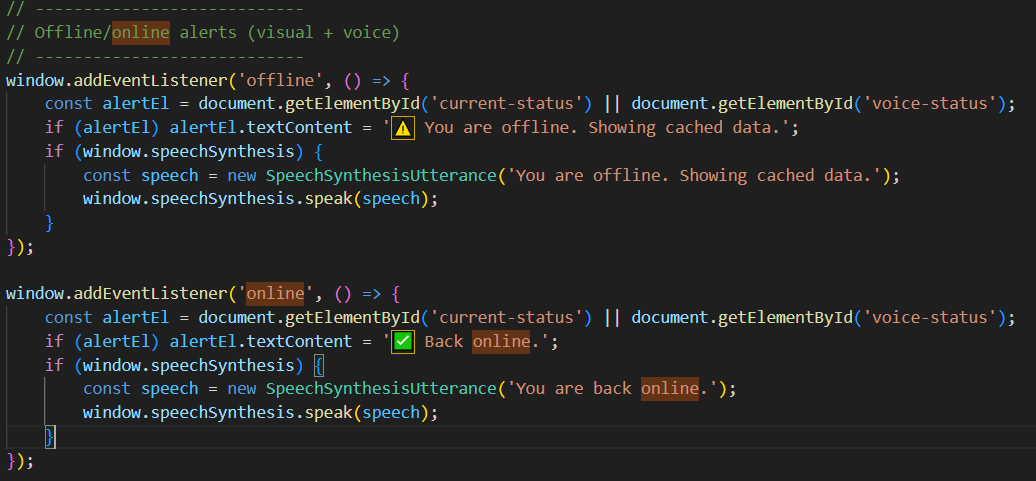 // ----------------------------
// Offline/online alerts (visual + voice)
// ----------------------------
window.addEventListener('offline', () => {
    const alertEl = document.getElementById('current-status') || document.getElementById('voice-status');
    if (alertEl) alertEl.textContent = '⚠️ You are offline. Showing cached data.';
    if (window.speechSynthesis) {
        const speech = new SpeechSynthesisUtterance('You are offline. Showing cached data.');
        window.speechSynthesis.speak(speech);
    }
});

window.addEventListener('online', () => {
    const alertEl = document.getElementById('current-status') || document.getElementById('voice-status');
    if (alertEl) alertEl.textContent = '✅ Back online.';
    if (window.speechSynthesis) {
        const speech = new SpeechSynthesisUtterance('You are back online.');
        window.speechSynthesis.speak(speech);
    }
});